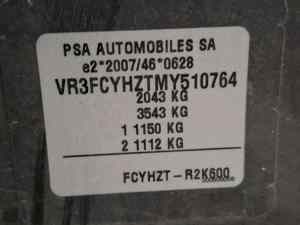 PSA AUTOMOBILES SA
e2*2007/46*0628
VR3FCYHZTMY510764
2043 KG
3543 KG
1 1150 KG
2 1112 KG
FCYHZT - R2K600